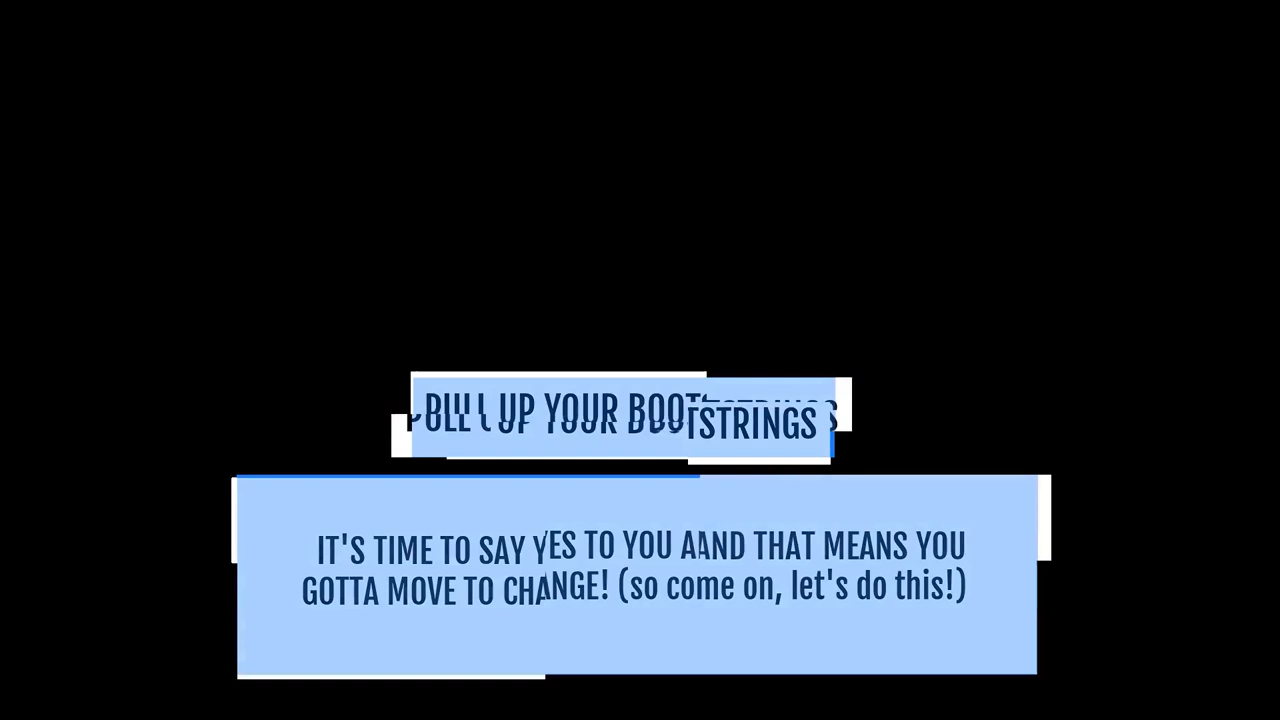 PULL UP YOUR BOOTSTRINGS
IT'S TIME TO SAY YES TO YOU AND THAT MEANS YOU
GOTTA MOVE TO CHANGE! (so come on, let's do this!)